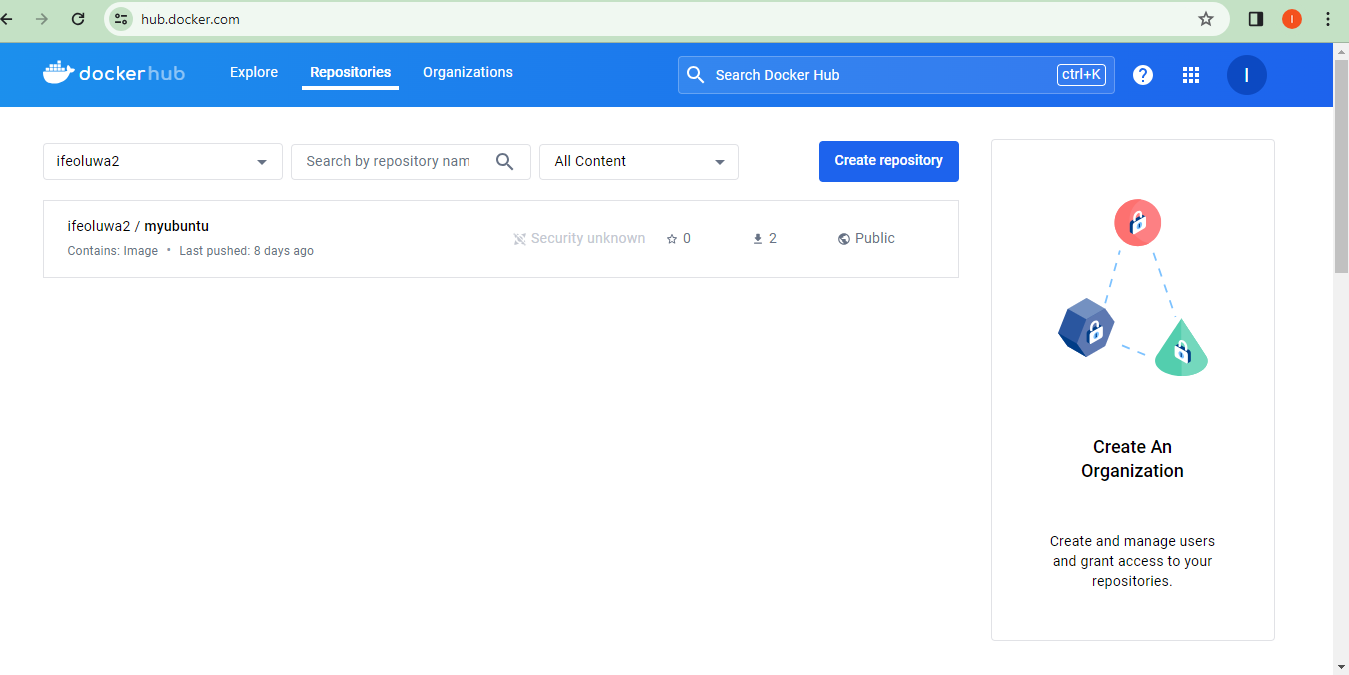 hub.docker.com
I
dockerhub
Explore
Repositories
Organizations
Search Docker Hub
ctrl+K
?
I
ifeoluwa2
Search by repository nam
All Content
Create repository
ifeoluwa2 / myubuntu
Contains: Image • Last pushed: 8 days ago
Security unknown
0
2
Public
Create An
Organization
Create and manage users
and grant access to your
repositories.